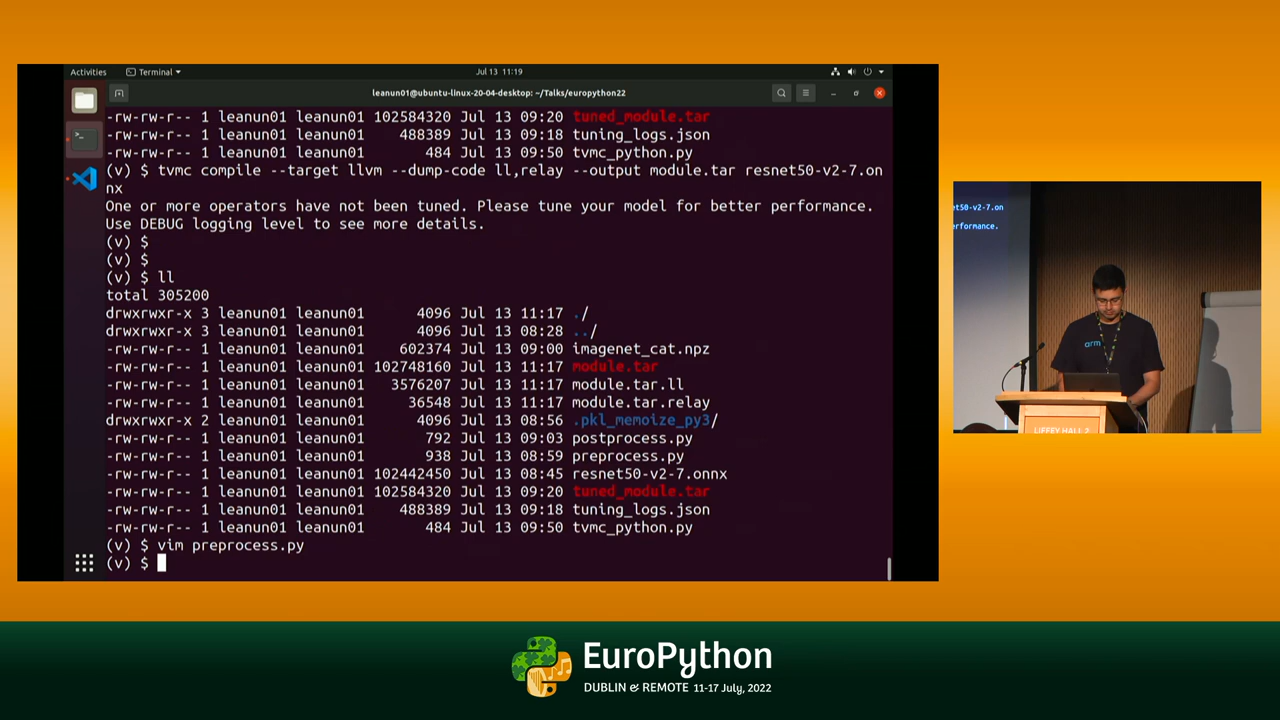 Activities
Terminal
Jul 13 11:19
leanun01@ubuntu-linux-20-04-desktop: ~/Talks/europython22
-rw-rw-r-- 1 leanun01 leanun01 102584320 Jul 13 09:20 tuned_module.tar
-rw-rw-r-- 1 leanun01 leanun01 488389 Jul 13 09:18 tuning_logs.json
-rw-rw-r-- 1 leanun01 leanun01 484 Jul 13 09:50 tvmc_python.py
(v) $ tvmc compile --target llvm --dump-code ll,relay --output module.tar resnet50-v2-7.on
nx
One or more operators have not been tuned. Please tune your model for better performance.
Use DEBUG logging level to see more details.
(v) $
(v) $
(v) $ ll
total 305200
drwxrwxr-x 3 leanun01 leanun01 4096 Jul 13 11:17 ./
drwxrwxr-x 3 leanun01 leanun01 4096 Jul 13 08:28 ../
-rw-rw-r-- 1 leanun01 leanun01 602374 Jul 13 09:00 imagenet_cat.npz
-rw-rw-r-- 1 leanun01 leanun01 102748160 Jul 13 11:17 module.tar
-rw-rw-r-- 1 leanun01 leanun01 3576207 Jul 13 11:17 module.tar.ll
-rw-rw-r-- 1 leanun01 leanun01 36548 Jul 13 11:17 module.tar.relay
drwxrwxr-x 2 leanun01 leanun01 4096 Jul 13 08:56 .pkl_memoize_py3/
-rw-rw-r-- 1 leanun01 leanun01 792 Jul 13 09:03 postprocess.py
-rw-rw-r-- 1 leanun01 leanun01 938 Jul 13 08:59 preprocess.py
-rw-rw-r-- 1 leanun01 leanun01 102442450 Jul 13 08:45 resnet50-v2-7.onnx
-rw-rw-r-- 1 leanun01 leanun01 102584320 Jul 13 09:20 tuned_module.tar
-rw-rw-r-- 1 leanun01 leanun01 488389 Jul 13 09:18 tuning_logs.json
-rw-rw-r-- 1 leanun01 leanun01 484 Jul 13 09:50 tvmc_python.py
(v) $ vim preprocess.py
(v) $
et50-v2-7.on
erformance.
arm
LIFFEY HALL 2
EuroPython
DUBLIN & REMOTE 11-17 July, 2022